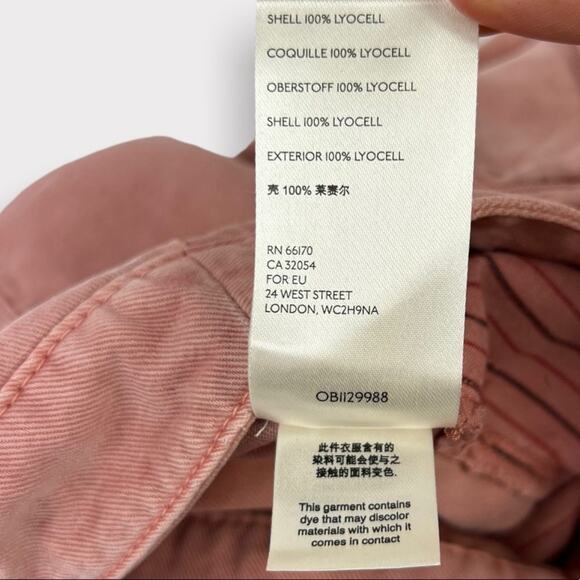 SHELL 100% LYOCELL
COQUILLE 100% LYOCELL
OBERSTOFF 100% LYOCELL
SHELL 100% LYOCELL
EXTERIOR 100% LYOCELL
壳 100% 莱赛尔
RN 66170
CA 32054
FOR EU
24 WEST STREET
LONDON, WC2H9NA
OB1129988
此件衣服含有的
染料可能会使与之
接触的面料变色.
This garment contains
dye that may discolor
materials with which it
comes in contact